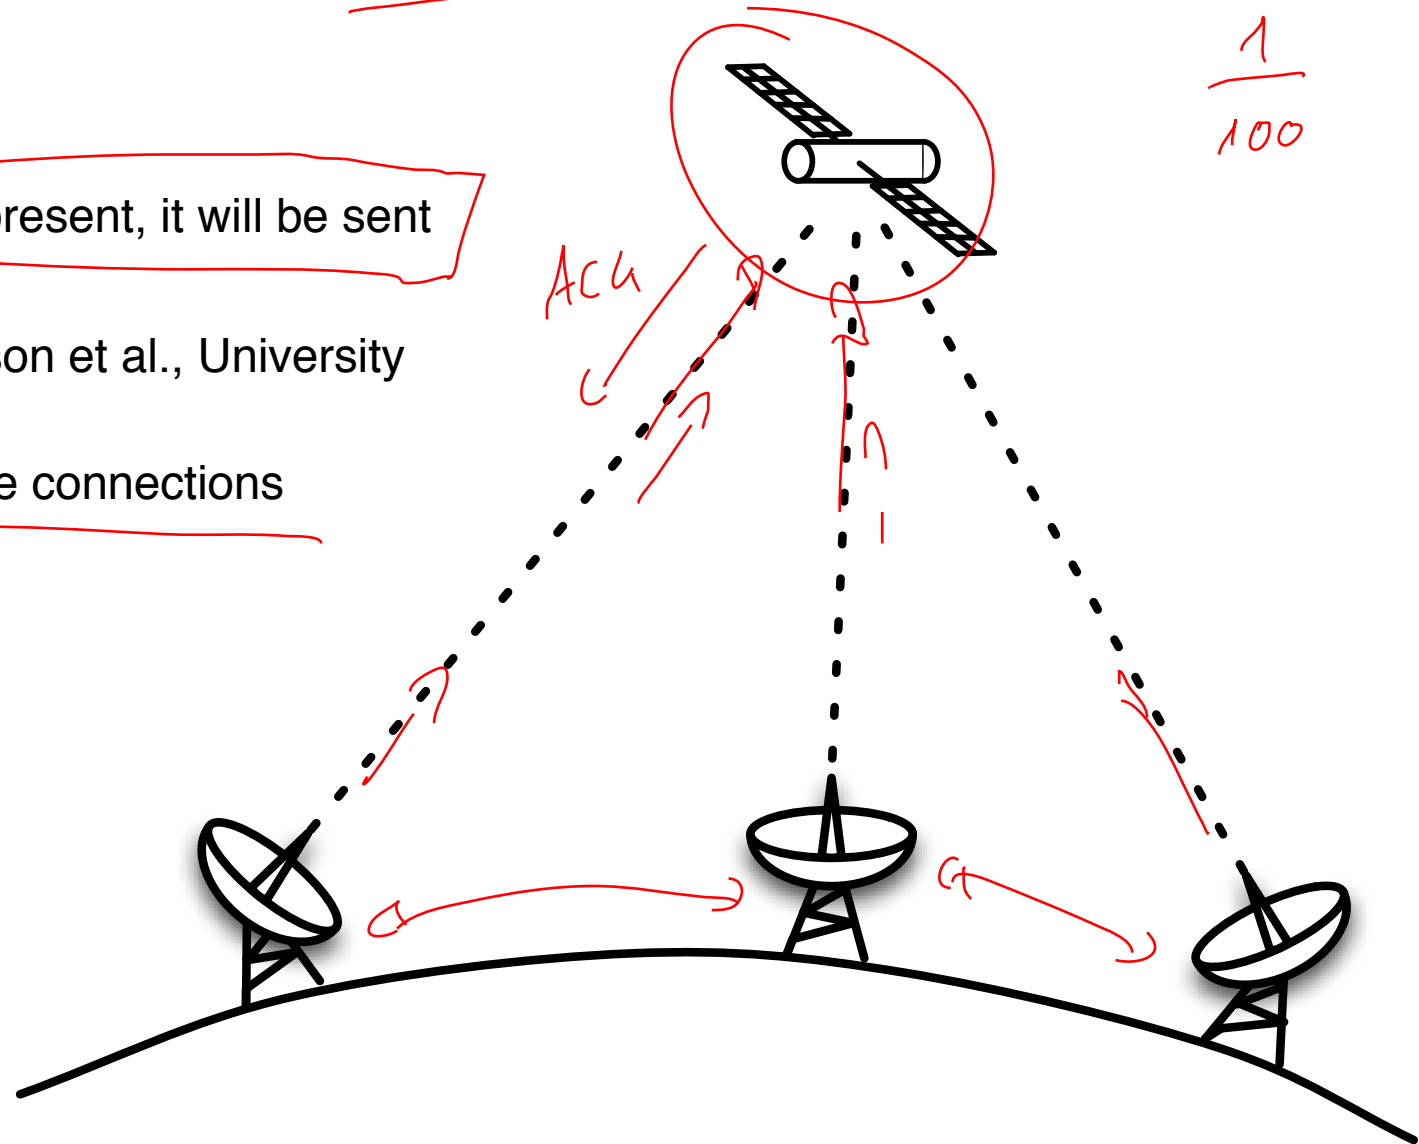 1
100
present, it will be sent
ACK
son et al., University
e connections